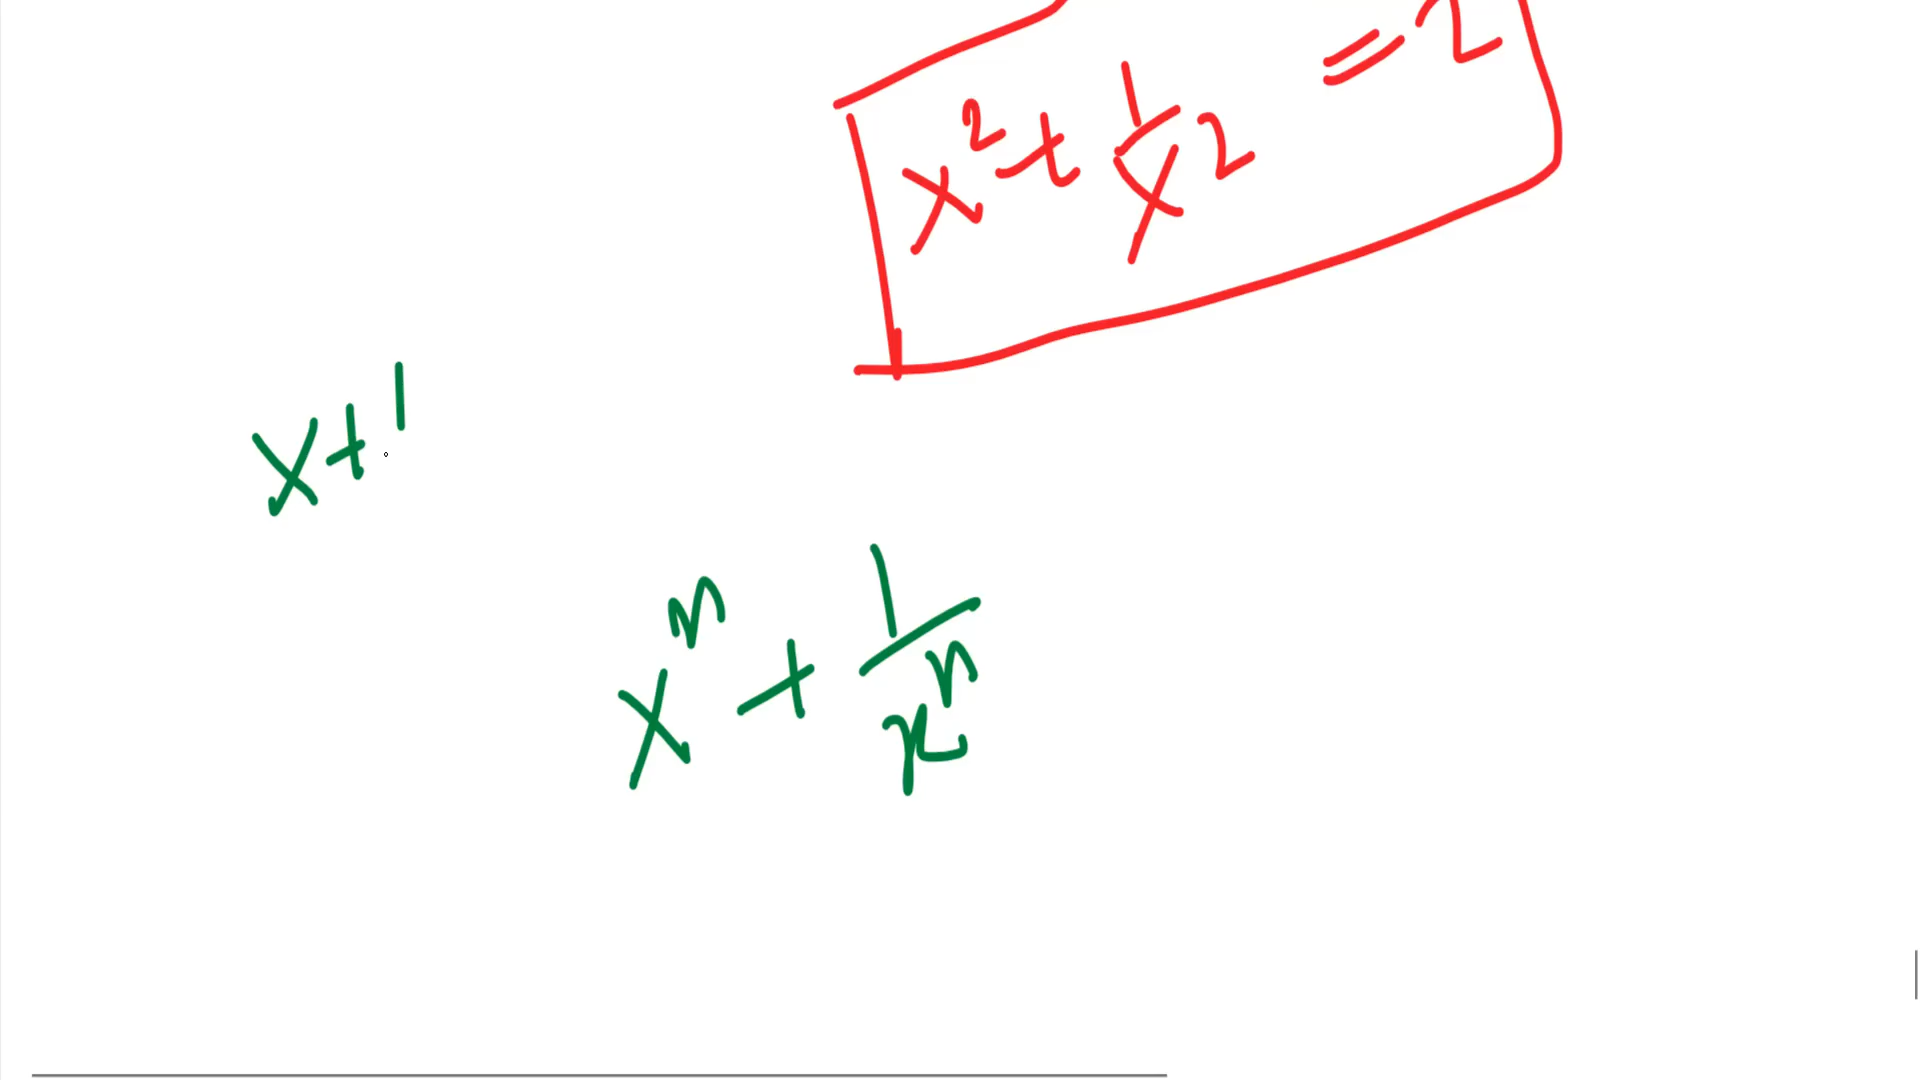 x² + 1/x² = 2
x + 1
xⁿ + 1/xⁿ